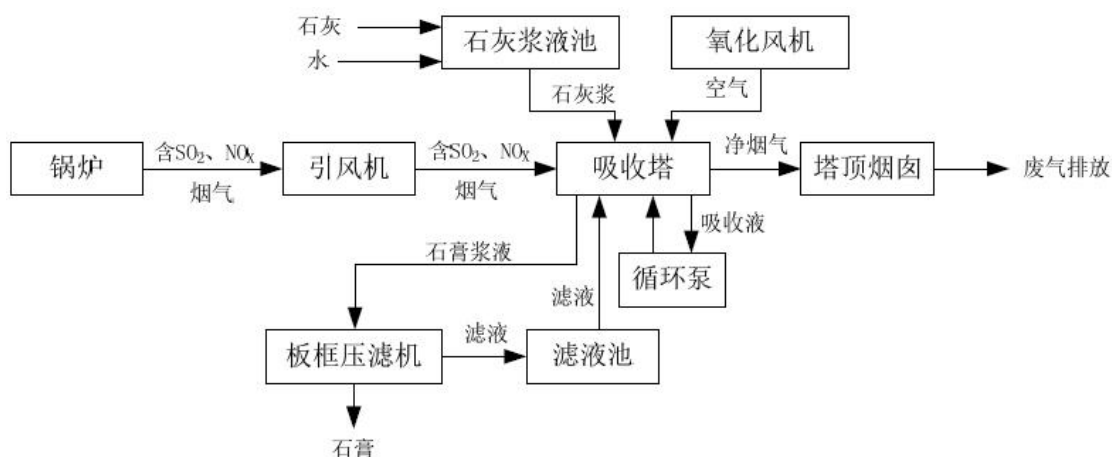 石灰
水
石灰浆液池
氧化风机
石灰浆
空气
锅炉
含SO₂、NOₓ
烟气
引风机
含SO₂、NOₓ
烟气
吸收塔
净烟气
塔顶烟囱
废气排放
石膏浆液
滤液
吸收液
循环泵
板框压滤机
滤液
滤液池
石膏